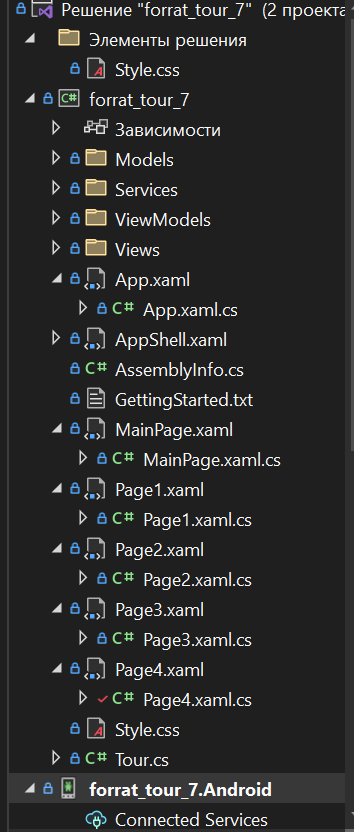 Решение "forrat_tour_7" (2 проекта
Элементы решения
Style.css
C# forrat_tour_7
Зависимости
Models
Services
ViewModels
Views
App.xaml
C# App.xaml.cs
AppShell.xaml
C# AssemblyInfo.cs
GettingStarted.txt
MainPage.xaml
C# MainPage.xaml.cs
Page1.xaml
C# Page1.xaml.cs
Page2.xaml
C# Page2.xaml.cs
Page3.xaml
C# Page3.xaml.cs
Page4.xaml
C# Page4.xaml.cs
Style.css
C# Tour.cs
forrat_tour_7.Android
Connected Services